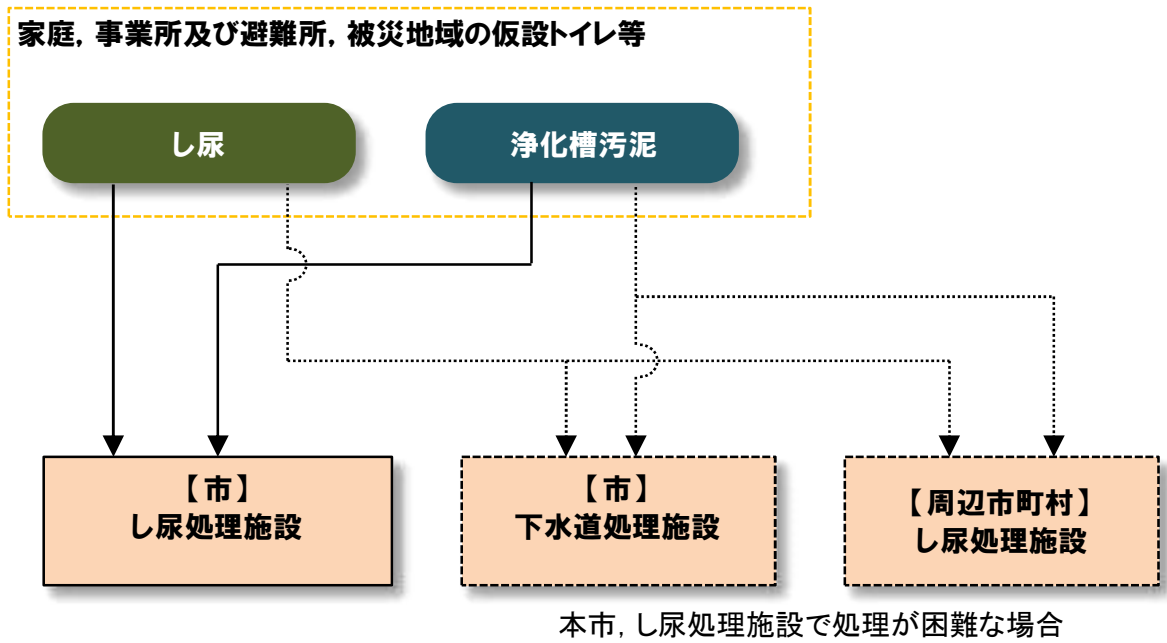 家庭，事業所及び避難所，被災地域の仮設トイレ等
し尿
浄化槽汚泥
【市】
し尿処理施設
【市】
下水道処理施設
【周辺市町村】
し尿処理施設
本市，し尿処理施設で処理が困難な場合